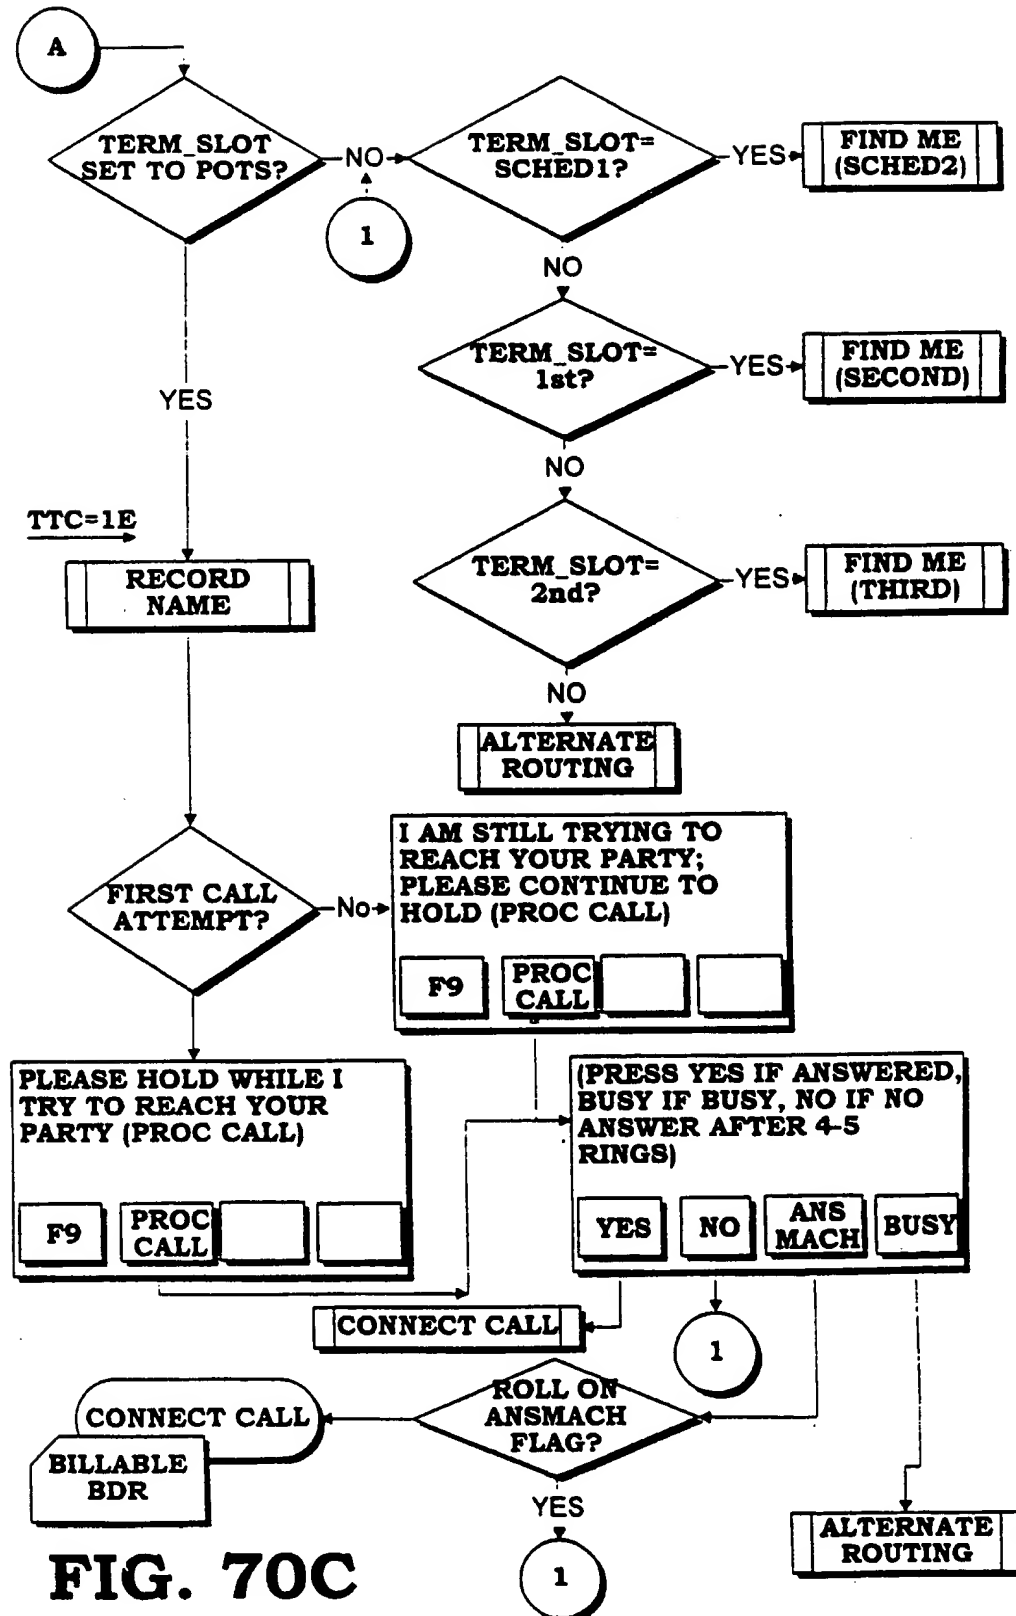 A
TERM_SLOT
SET TO POTS?
NO
1
TERM_SLOT=
SCHED1?
YES
FIND ME
(SCHED2)
NO
TERM_SLOT=
1st?
YES
FIND ME
(SECOND)
NO
TERM_SLOT=
2nd?
YES
FIND ME
(THIRD)
NO
ALTERNATE
ROUTING
YES
TTC=1E
RECORD
NAME
FIRST CALL
ATTEMPT?
No
I AM STILL TRYING TO
REACH YOUR PARTY;
PLEASE CONTINUE TO
HOLD (PROC CALL)
F9
PROC
CALL
PLEASE HOLD WHILE I
TRY TO REACH YOUR
PARTY (PROC CALL)
F9
PROC
CALL
(PRESS YES IF ANSWERED,
BUSY IF BUSY, NO IF NO
ANSWER AFTER 4-5
RINGS)
YES
NO
ANS
MACH
BUSY
CONNECT CALL
1
ROLL ON
ANSMACH
FLAG?
CONNECT CALL
BILLABLE
BDR
YES
1
ALTERNATE
ROUTING
FIG. 70C